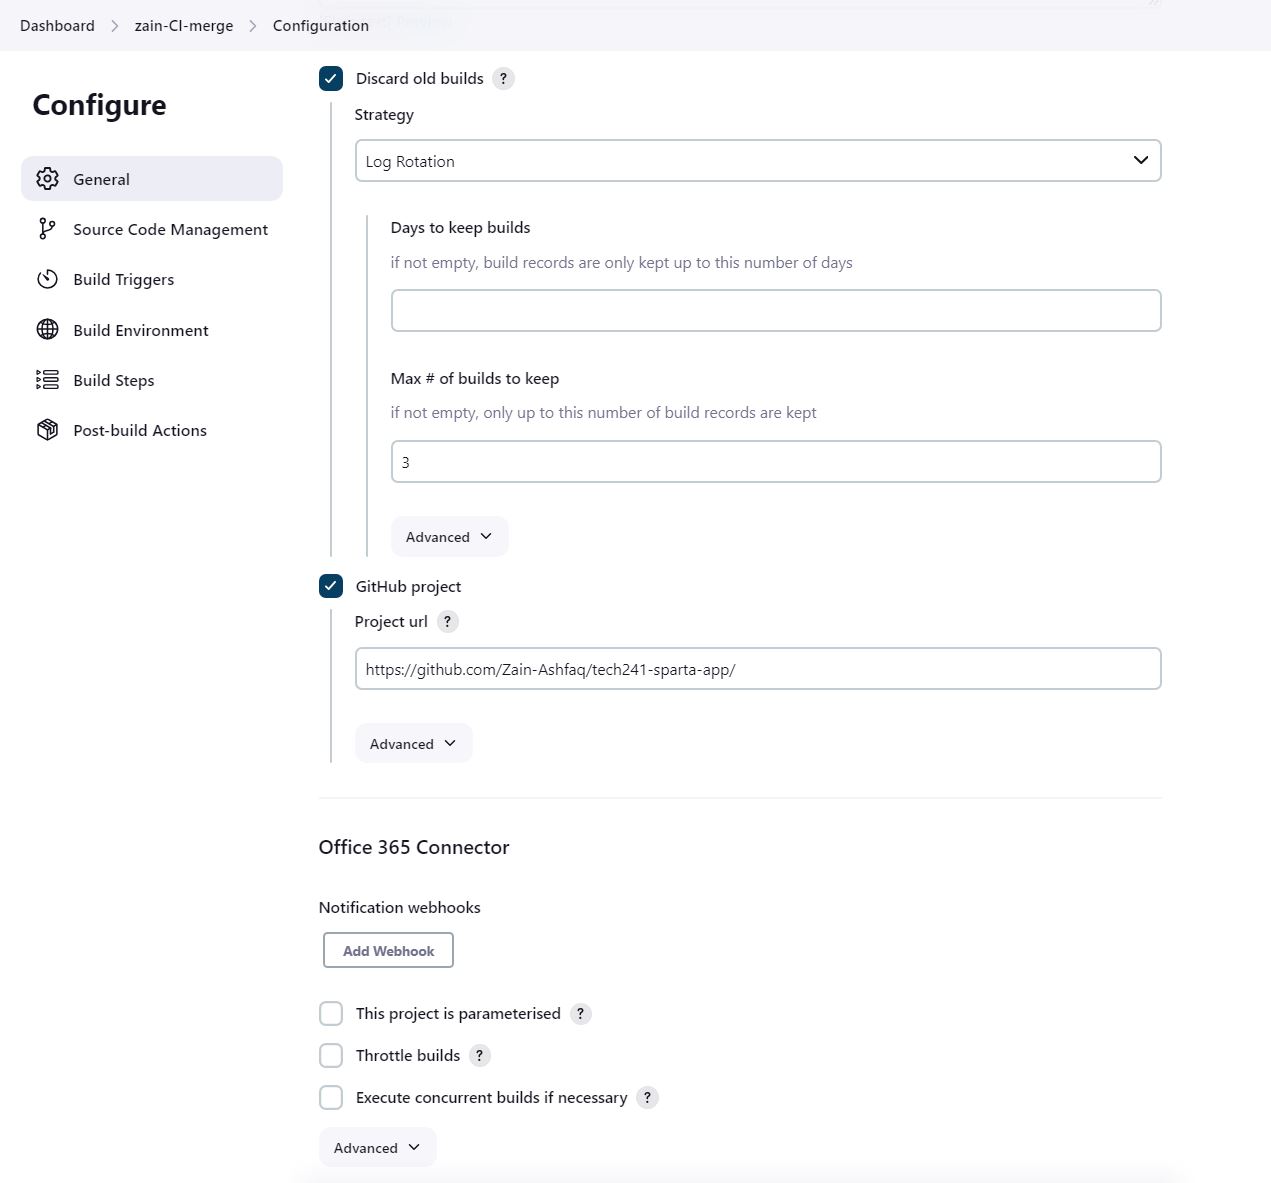 Dashboard > zain-CI-merge > Configuration
Configure
General
Source Code Management
Build Triggers
Build Environment
Build Steps
Post-build Actions
Discard old builds ?
Strategy
Log Rotation
Days to keep builds
if not empty, build records are only kept up to this number of days
Max # of builds to keep
if not empty, only up to this number of build records are kept
3
Advanced
GitHub project
Project url ?
https://github.com/Zain-Ashfaq/tech241-sparta-app/
Advanced
Office 365 Connector
Notification webhooks
Add Webhook
This project is parameterised ?
Throttle builds ?
Execute concurrent builds if necessary ?
Advanced